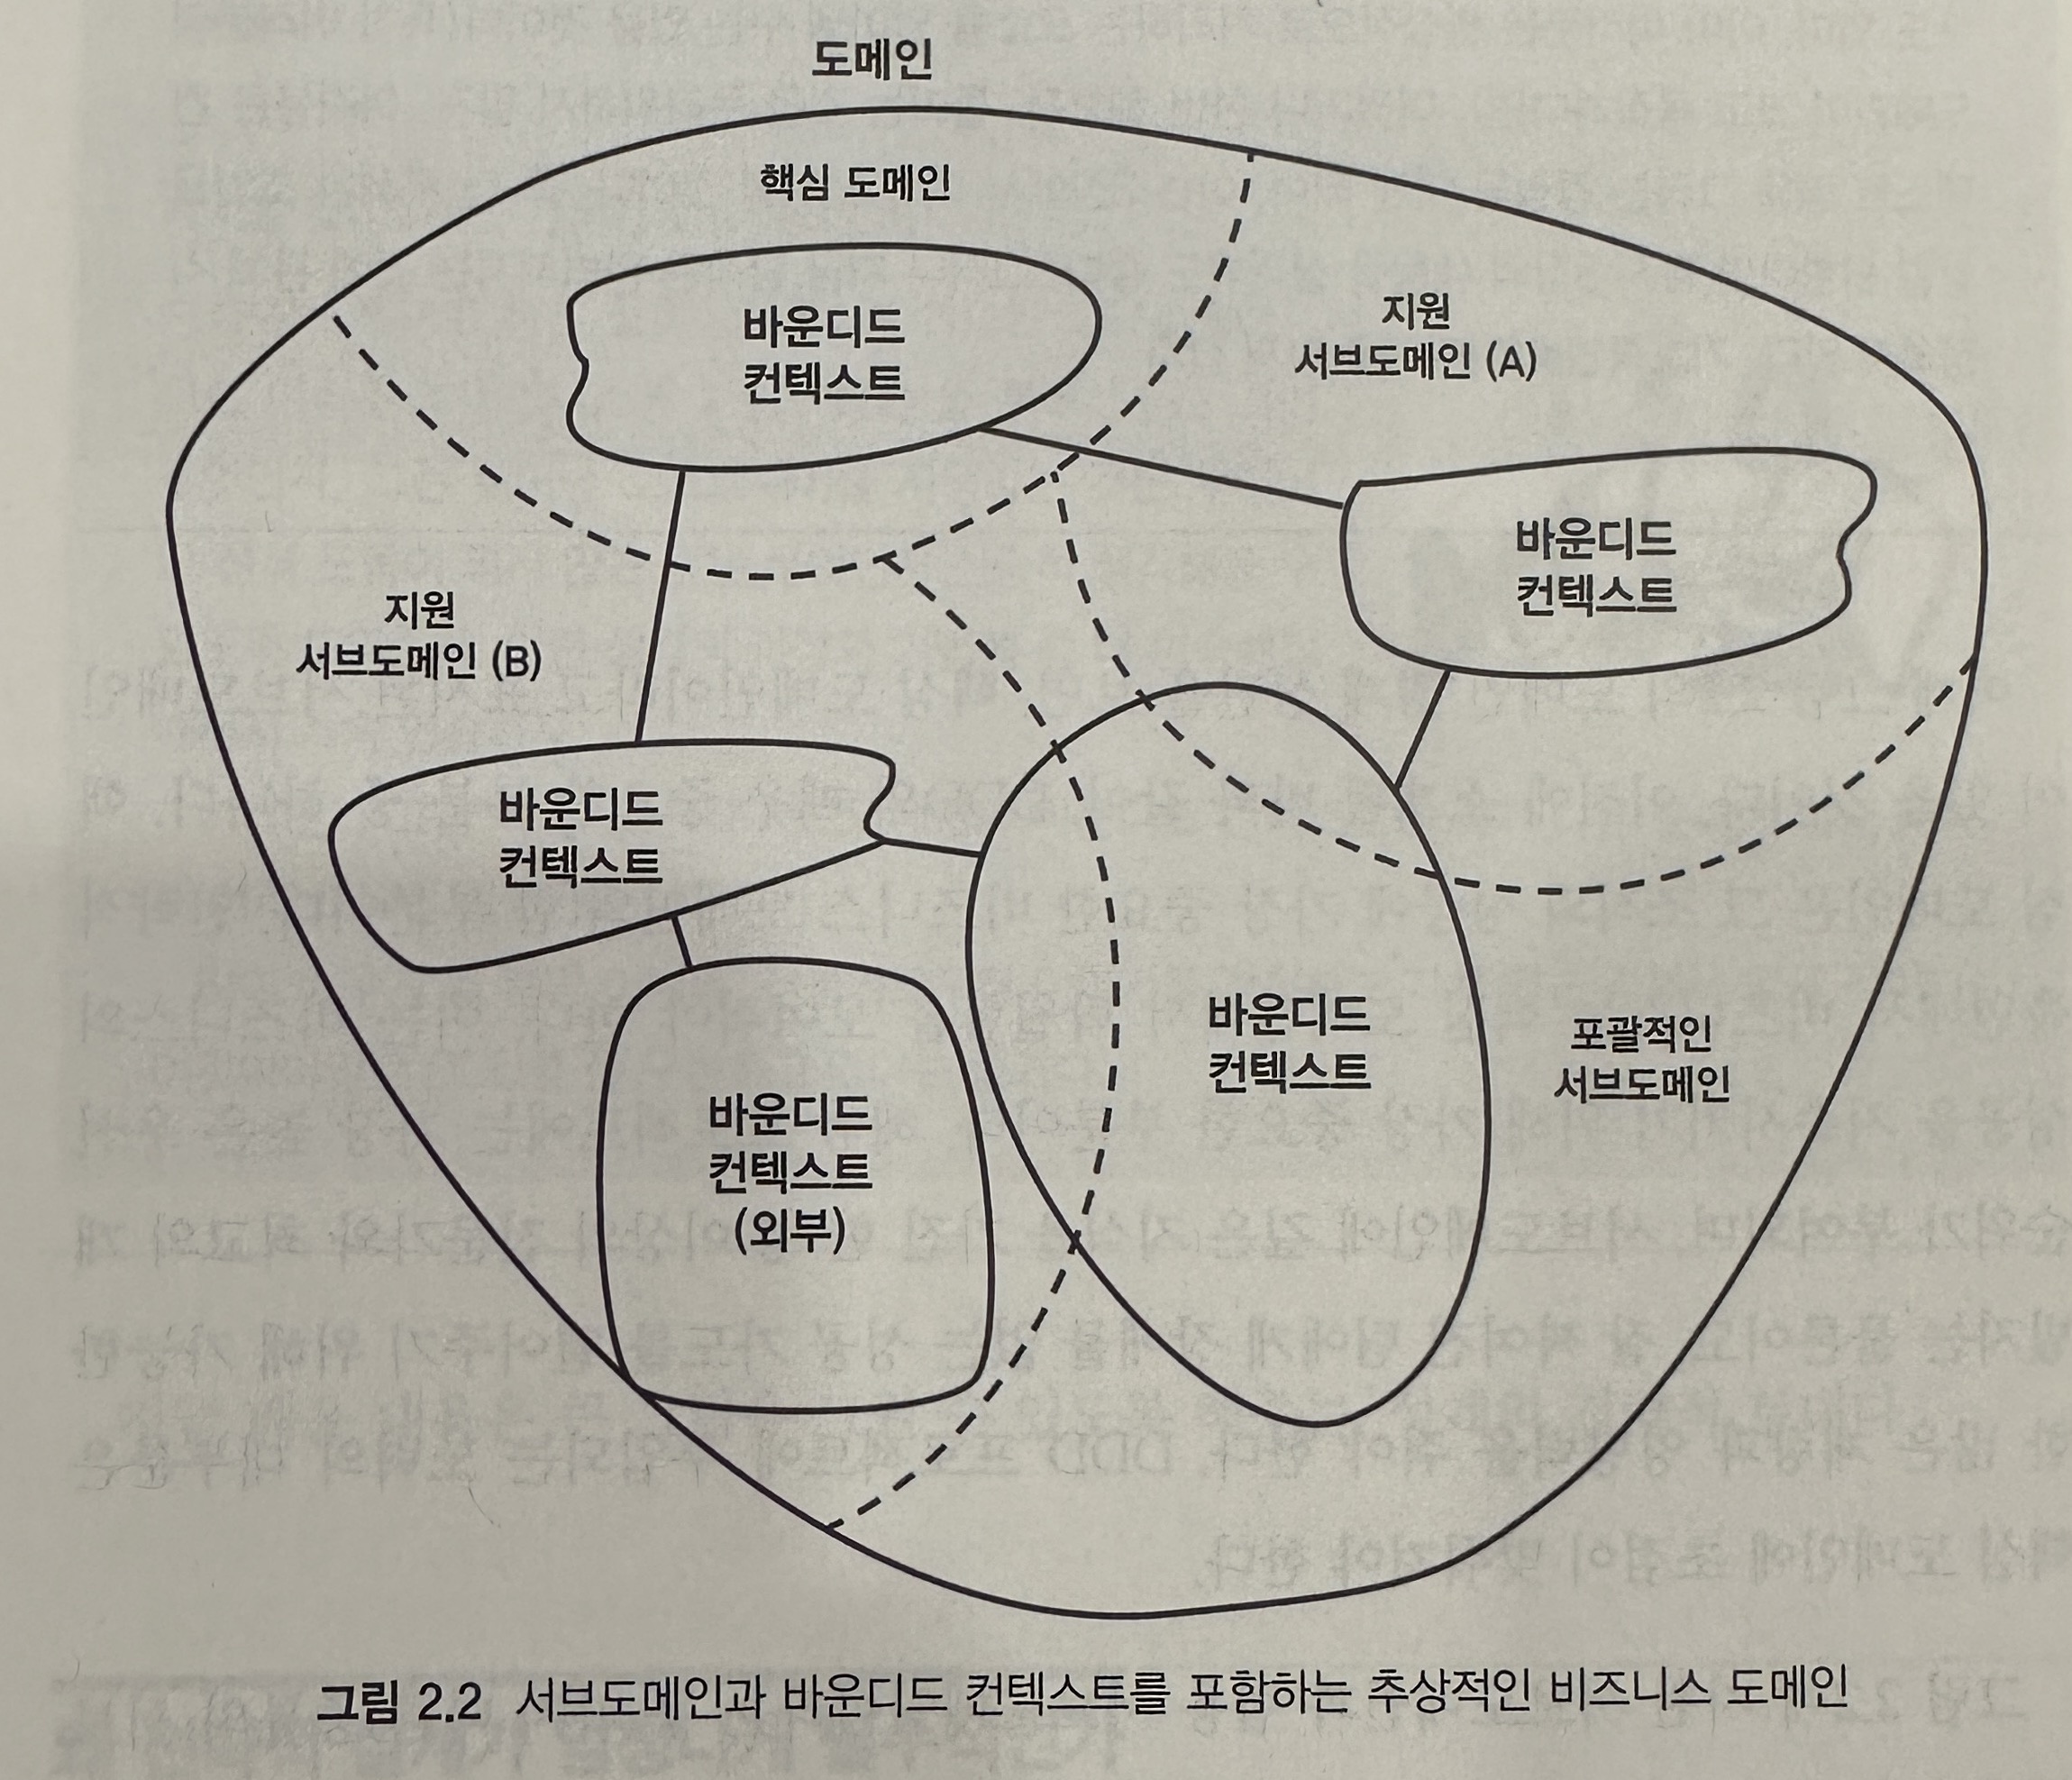 도메인
핵심 도메인
바운디드
컨텍스트
지원
서브도메인 (A)
바운디드
컨텍스트
지원
서브도메인 (B)
바운디드
컨텍스트
바운디드
컨텍스트
포괄적인
서브도메인
바운디드
컨텍스트
(외부)
그림 2.2 서브도메인과 바운디드 컨텍스트를 포함하는 추상적인 비즈니스 도메인